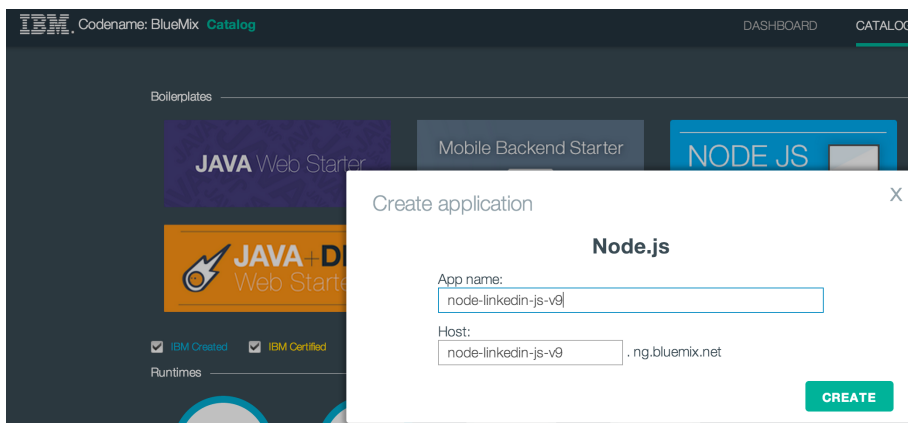 IBM. Codename: BlueMix Catalog
DASHBOARD
CATALOG
Boilerplates
JAVA Web Starter
Mobile Backend Starter
NODE JS
JAVA+D
Web Starte
IBM Created
IBM Certified
Runtimes
Create application
X
Node.js
App name:
node-linkedin-js-v9
Host:
node-linkedin-js-v9 . ng.bluemix.net
CREATE